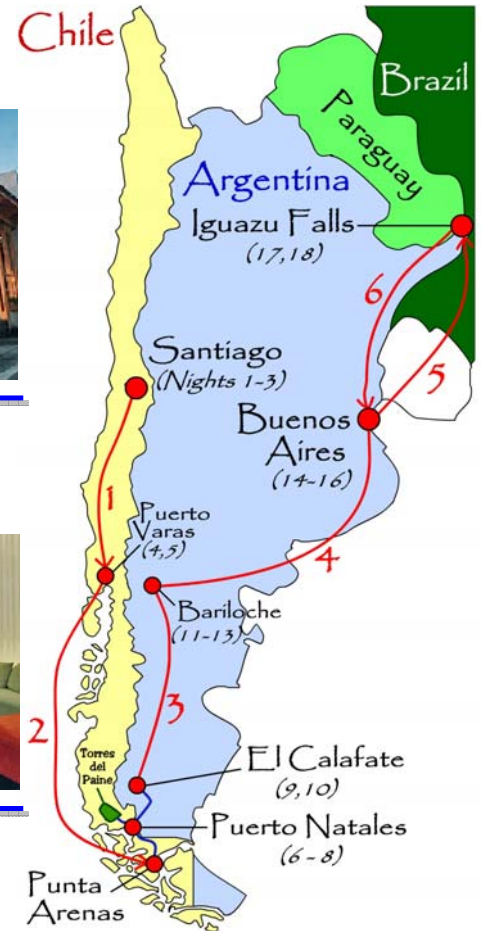 Chile
Brazil
Paraguay
Argentina
Iguazu Falls
(17,18)
6
5
Santiago
(Nights 1-3)
Buenos
Aires
(14-16)
1
Puerto
Varas
(4,5)
4
Bariloche
(11-13)
3
2
Torres
del
Paine
El Calafate
(9,10)
Puerto Natales
(6-8)
Punta
Arenas